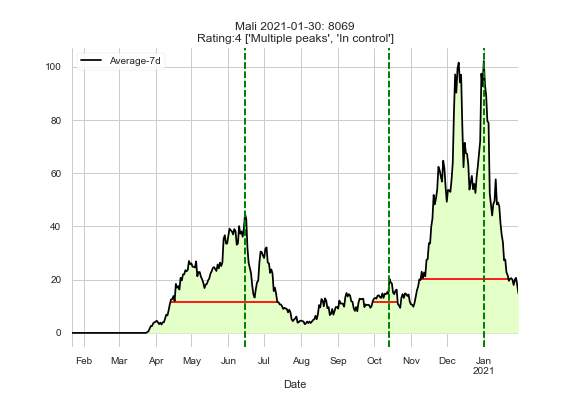 Mali 2021-01-30: 8069
Rating:4 ['Multiple peaks', 'In control']
Average-7d
100
80
60
40
20
0
Feb Mar Apr May Jun Jul Aug Sep Oct Nov Dec Jan
2021
Date